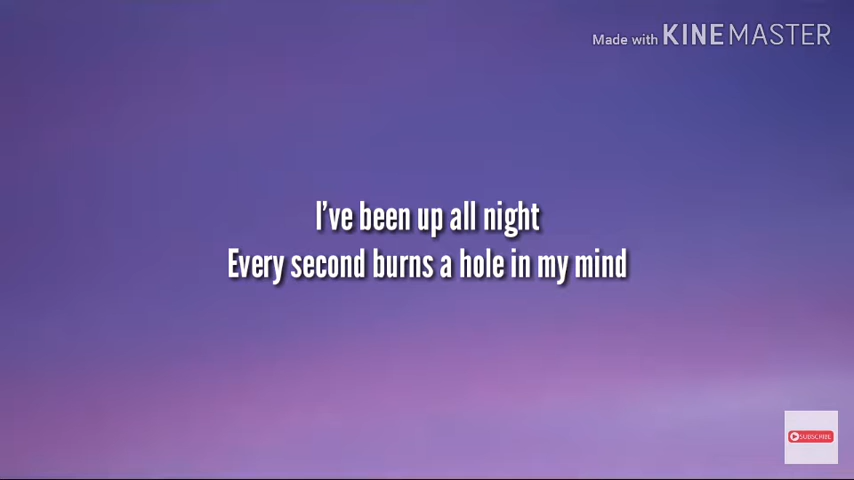 Made with KINEMASTER
I've been up all night
Every second burns a hole in my mind
SUBSCRIBE